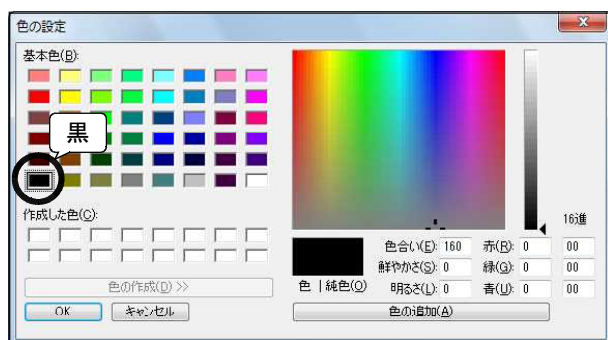 色の設定
基本色(B):
黒
作成した色(C):
色の作成(D) >>
OK キャンセル
16進
色合い(E): 160 赤(R): 0 00
鮮やかさ(S): 0 緑(G): 0 00
色 | 純色(O) 明るさ(L): 0 青(U): 0 00
色の追加(A)